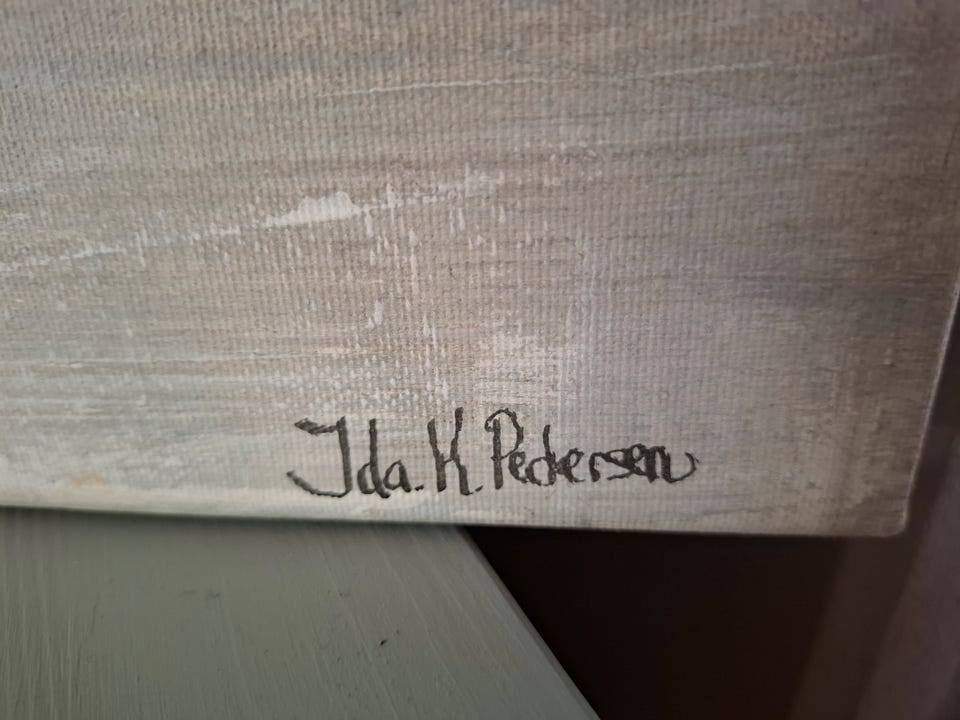 Ida. K. Pedersen